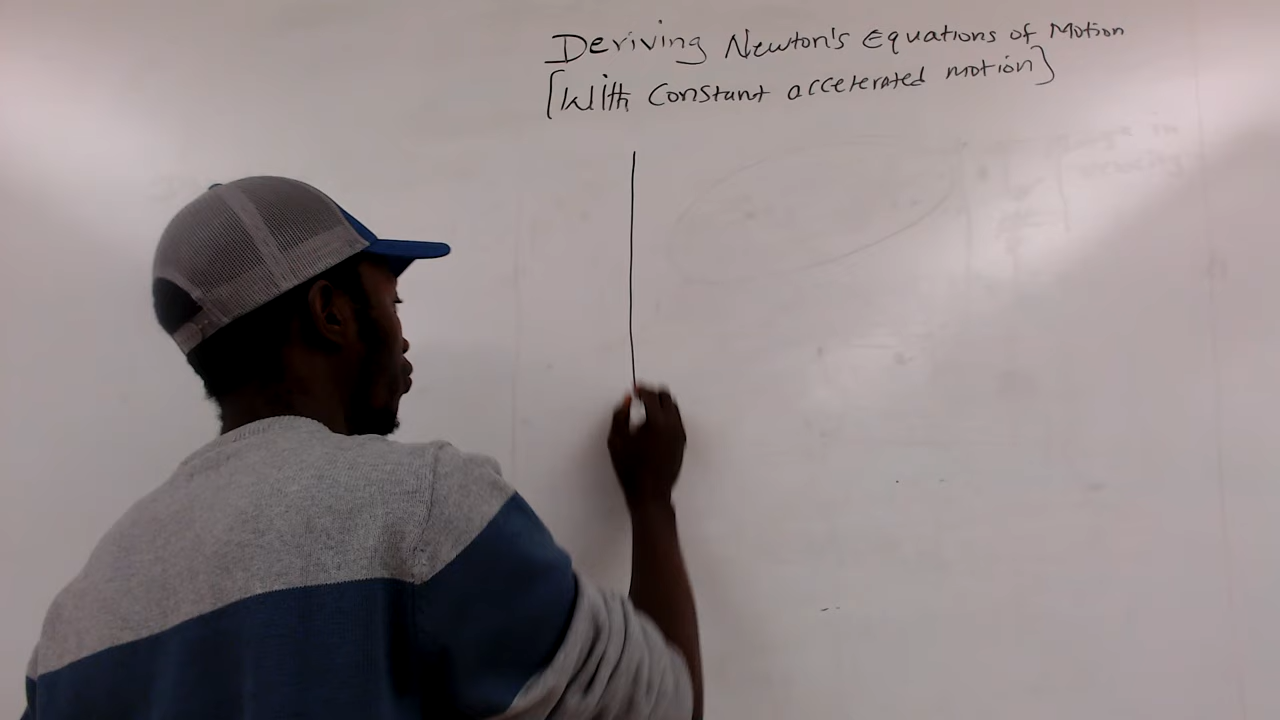 Deriving Newton's Equations of Motion
[With Constant accelerated motion]